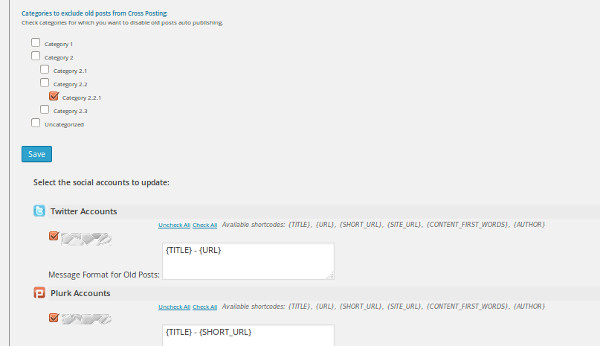 Categories to exclude old posts from Cross Posting:
Check categories for which you want to disable old posts auto publishing.
Category 1
Category 2
Category 2.1
Category 2.2
Category 2.2.1
Category 2.3
Uncategorized
Save
Select the social accounts to update:
Twitter Accounts
Uncheck All Check All Available shortcodes: {TITLE}, {URL}, {SHORT_URL}, {SITE_URL}, {CONTENT_FIRST_WORDS}, {AUTHOR}
{TITLE} - {URL}
Message Format for Old Posts:
Plurk Accounts
Uncheck All Check All Available shortcodes: {TITLE}, {URL}, {SHORT_URL}, {SITE_URL}, {CONTENT_FIRST_WORDS}, {AUTHOR}
{TITLE} - {SHORT_URL}